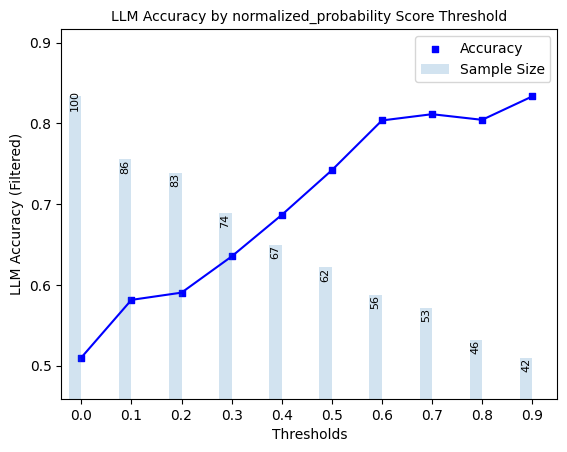 LLM Accuracy by normalized_probability Score Threshold
Accuracy
Sample Size
LLM Accuracy (Filtered)
0.9
0.8
0.7
0.6
0.5
100
86
83
74
67
62
56
53
46
42
0.0 0.1 0.2 0.3 0.4 0.5 0.6 0.7 0.8 0.9
Thresholds